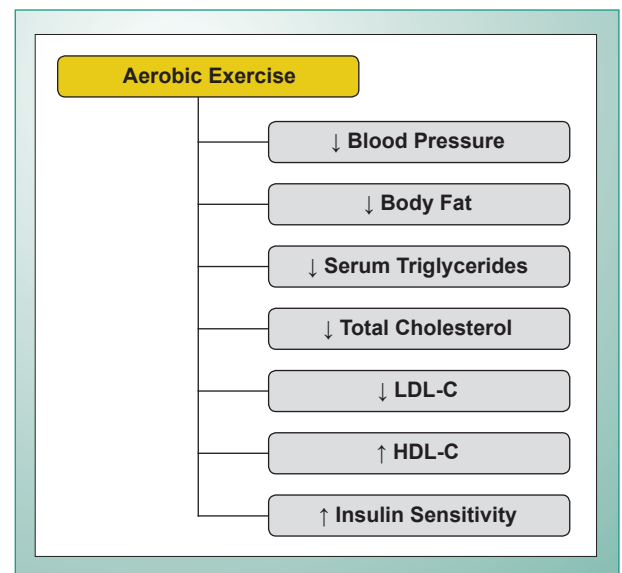 Aerobic Exercise
↓ Blood Pressure
↓ Body Fat
↓ Serum Triglycerides
↓ Total Cholesterol
↓ LDL-C
↑ HDL-C
↑ Insulin Sensitivity